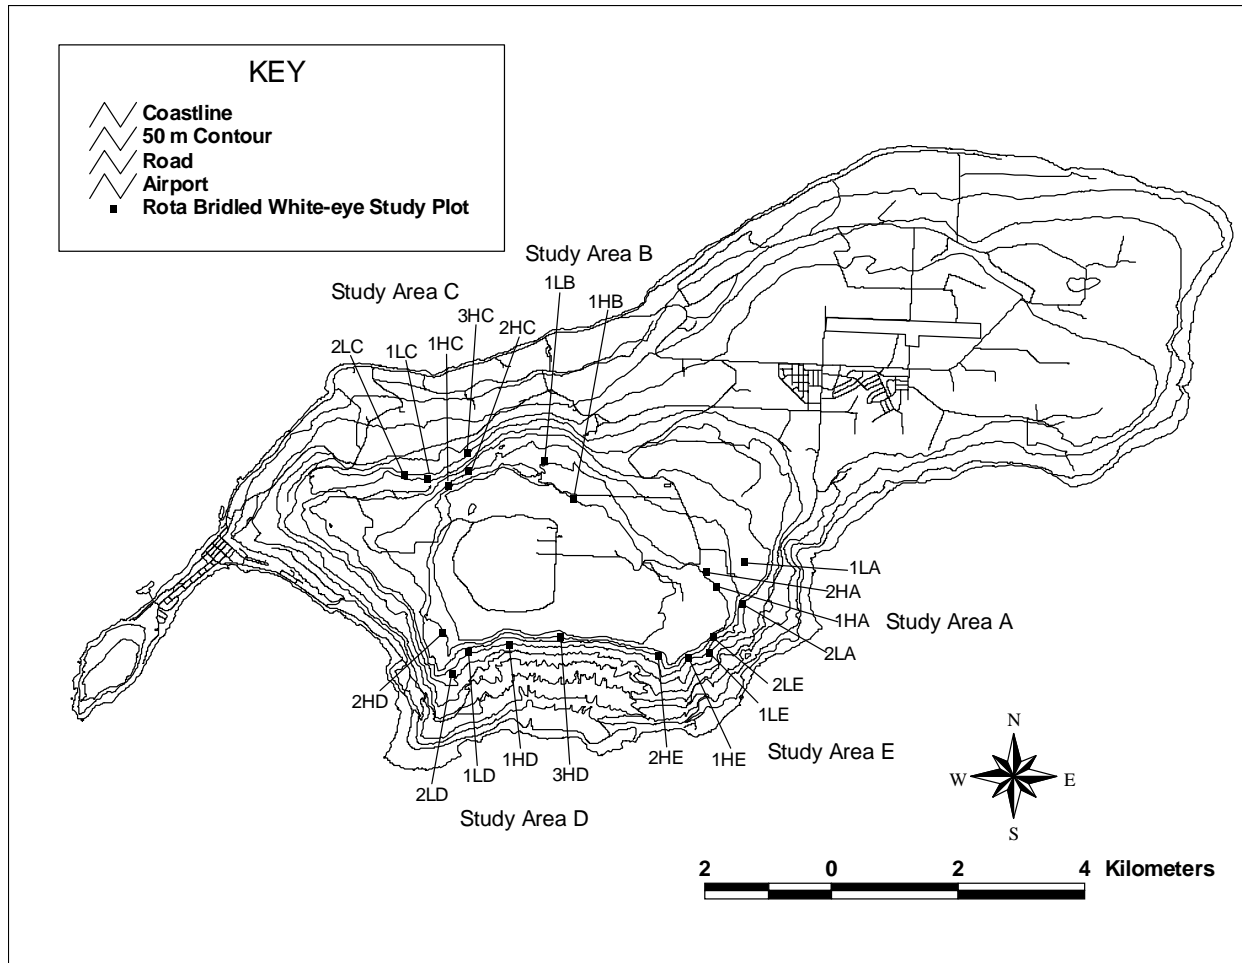 KEY
Coastline
50 m Contour
Road
Airport
Rota Bridled White-eye Study Plot
Study Area B
1LB
1HB
Study Area C
3HC
2HC
1HC
1LC
2LC
1LA
2HA
1HA
Study Area A
2LA
2LE
1LE
Study Area E
1HE
2HE
2HD
2LD
1LD
1HD
3HD
Study Area D
N
W E
S
2 0 2 4 Kilometers